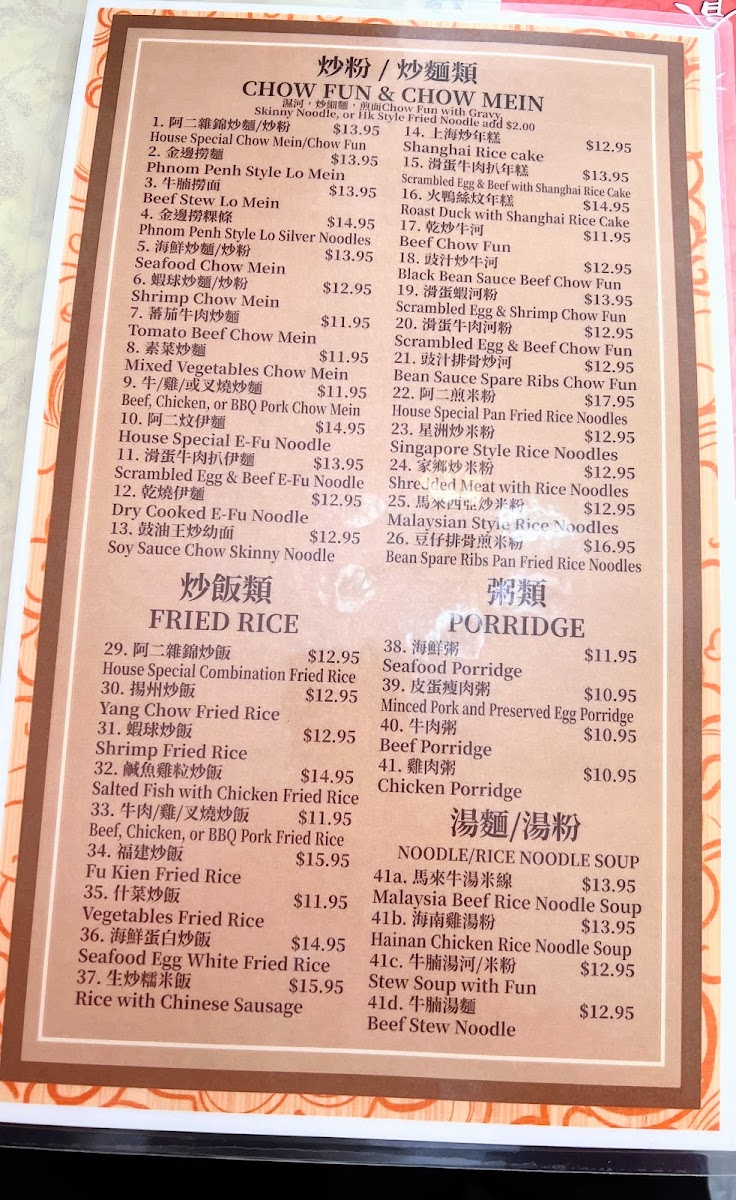 炒粉 / 炒麵類
CHOW FUN & CHOW MEIN
濕河，炒細麵，煎面Chow Fun with Gravy,
Skinny Noodle, or Hk Style Fried Noodle add $2.00
1. 阿二雜錦炒麵/炒粉 $13.95
House Special Chow Mein/Chow Fun
2. 金邊撈麵 $13.95
Phnom Penh Style Lo Mein
3. 牛腩撈面 $13.95
Beef Stew Lo Mein
4. 金邊撈粿條 $14.95
Phnom Penh Style Lo Silver Noodles
5. 海鮮炒麵/炒粉 $13.95
Seafood Chow Mein
6. 蝦球炒麵/炒粉 $12.95
Shrimp Chow Mein
7. 蕃茄牛肉炒麵 $11.95
Tomato Beef Chow Mein
8. 素菜炒麵 $11.95
Mixed Vegetables Chow Mein
9. 牛/雞/或叉燒炒麵 $11.95
Beef, Chicken, or BBQ Pork Chow Mein
10. 阿二炆伊麵 $14.95
House Special E-Fu Noodle
11. 滑蛋牛肉扒伊麵 $13.95
Scrambled Egg & Beef E-Fu Noodle
12. 乾燒伊麵 $12.95
Dry Cooked E-Fu Noodle
13. 鼓油王炒幼面 $12.95
Soy Sauce Chow Skinny Noodle
14. 上海炒年糕 $12.95
Shanghai Rice cake
15. 滑蛋牛肉扒年糕 $13.95
Scrambled Egg & Beef with Shanghai Rice Cake
16. 火鴨絲炆年糕 $14.95
Roast Duck with Shanghai Rice Cake
17. 乾炒牛河 $11.95
Beef Chow Fun
18. 豉汁炒牛河 $12.95
Black Bean Sauce Beef Chow Fun
19. 滑蛋蝦河粉 $13.95
Scrambled Egg & Shrimp Chow Fun
20. 滑蛋牛肉河粉 $12.95
Scrambled Egg & Beef Chow Fun
21. 豉汁排骨炒河 $12.95
Bean Sauce Spare Ribs Chow Fun
22. 阿二煎米粉 $17.95
House Special Pan Fried Rice Noodles
23. 星洲炒米粉 $12.95
Singapore Style Rice Noodles
24. 家鄉炒米粉 $12.95
Shredded Meat with Rice Noodles
25. 馬來西亞炒米粉 $12.95
Malaysian Style Rice Noodles
26. 豆仔排骨煎米粉 $16.95
Bean Spare Ribs Pan Fried Rice Noodles
炒飯類
FRIED RICE
29. 阿二雜錦炒飯 $12.95
House Special Combination Fried Rice
30. 揚州炒飯 $12.95
Yang Chow Fried Rice
31. 蝦球炒飯 $12.95
Shrimp Fried Rice
32. 鹹魚雞粒炒飯 $14.95
Salted Fish with Chicken Fried Rice
33. 牛肉/雞/叉燒炒飯 $11.95
Beef, Chicken, or BBQ Pork Fried Rice
34. 福建炒飯 $15.95
Fu Kien Fried Rice
35. 什菜炒飯 $11.95
Vegetables Fried Rice
36. 海鮮蛋白炒飯 $14.95
Seafood Egg White Fried Rice
37. 生炒糯米飯 $15.95
Rice with Chinese Sausage
粥類
PORRIDGE
38. 海鮮粥 $11.95
Seafood Porridge
39. 皮蛋瘦肉粥 $10.95
Minced Pork and Preserved Egg Porridge
40. 牛肉粥 $10.95
Beef Porridge
41. 雞肉粥 $10.95
Chicken Porridge
湯麵/湯粉
NOODLE/RICE NOODLE SOUP
41a. 馬來牛湯米線 $13.95
Malaysia Beef Rice Noodle Soup
41b. 海南雞湯粉 $13.95
Hainan Chicken Rice Noodle Soup
41c. 牛腩湯河/米粉 $12.95
Stew Soup with Fun
41d. 牛腩湯麵 $12.95
Beef Stew Noodle